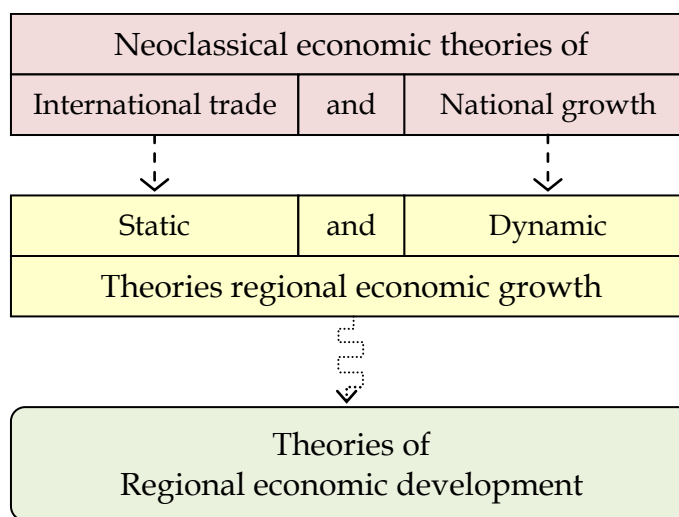 Neoclassical economic theories of
International trade and National growth
Static and Dynamic
Theories regional economic growth
Theories of
Regional economic development